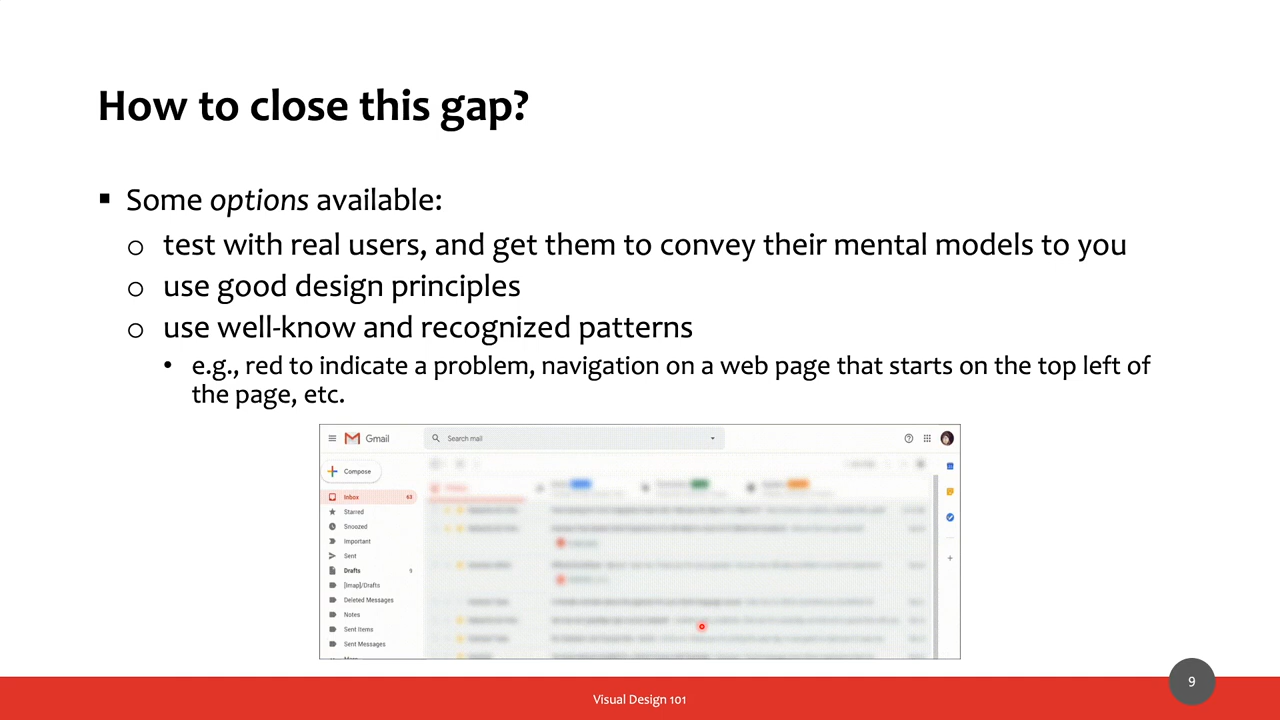 How to close this gap?
Some options available:
test with real users, and get them to convey their mental models to you
use good design principles
use well-know and recognized patterns
e.g., red to indicate a problem, navigation on a web page that starts on the top left of
the page, etc.
Gmail
Search mail
Compose
Inbox 63
Starred
Snoozed
Important
Sent
Drafts 9
[Imap]/Drafts
Deleted Messages
Notes
Sent Items
Sent Messages
More
Visual Design 101
9